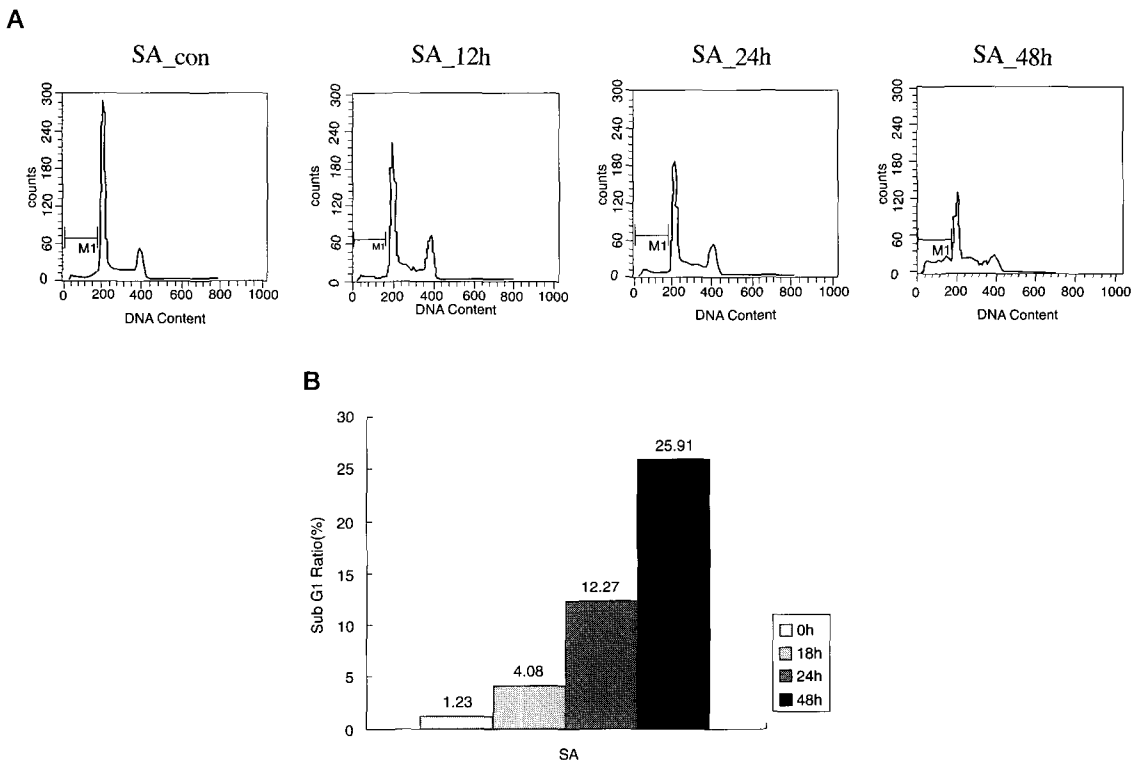 A
SA_con
SA_12h
SA_24h
SA_48h
300
240
180
120
60
0
counts
M1
0 200 400 600 800 1000
DNA Content
300
240
180
120
60
0
counts
M1
0 200 400 600 800 1000
DNA Content
300
240
180
120
60
0
counts
M1
0 200 400 600 800 1000
DNA Content
300
240
180
120
60
0
counts
M1
0 200 400 600 800 1000
DNA Content
B
30
25
20
15
10
5
0
Sub G1 Ratio(%)
1.23
4.08
12.27
25.91
SA
0h
18h
24h
48h